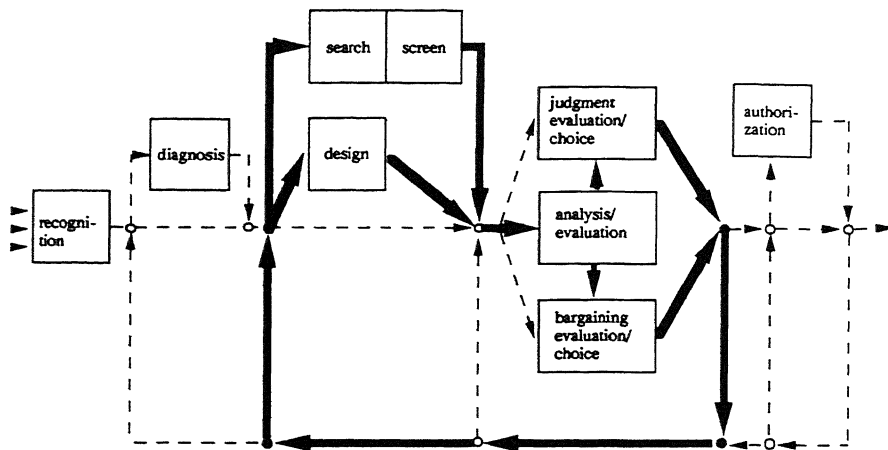 search
screen
judgment
evaluation/
choice
authori-
zation
diagnosis
design
recogni-
tion
analysis/
evaluation
bargaining
evaluation/
choice